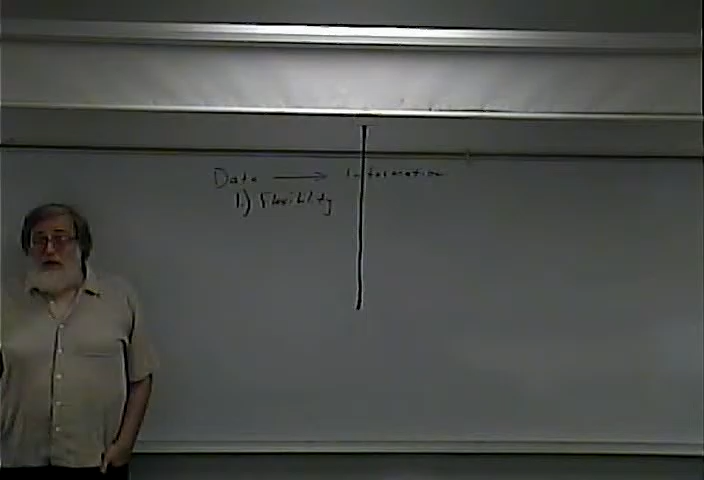 Data → Information
1.) Flexibility